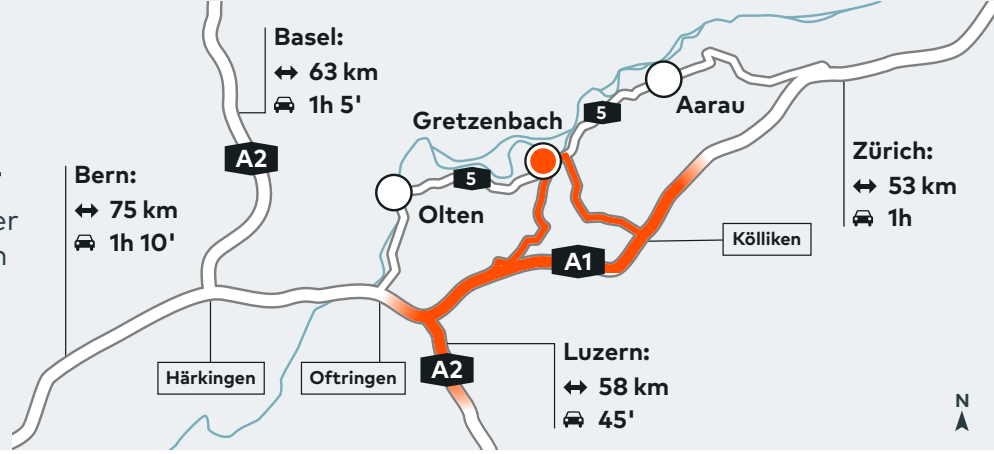 Basel:
63 km
1h 5'
A2
Gretzenbach
5
5
Aarau
Olten
Bern:
75 km
1h 10'
er
n
Zürich:
53 km
1h
Kölliken
A1
Härkingen
Oftringen
A2
Luzern:
58 km
45'
N